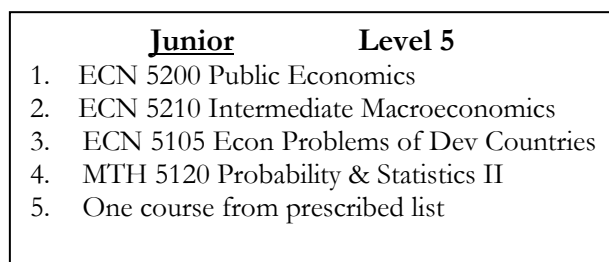 Junior Level 5
1. ECN 5200 Public Economics
2. ECN 5210 Intermediate Macroeconomics
3. ECN 5105 Econ Problems of Dev Countries
4. MTH 5120 Probability & Statistics II
5. One course from prescribed list